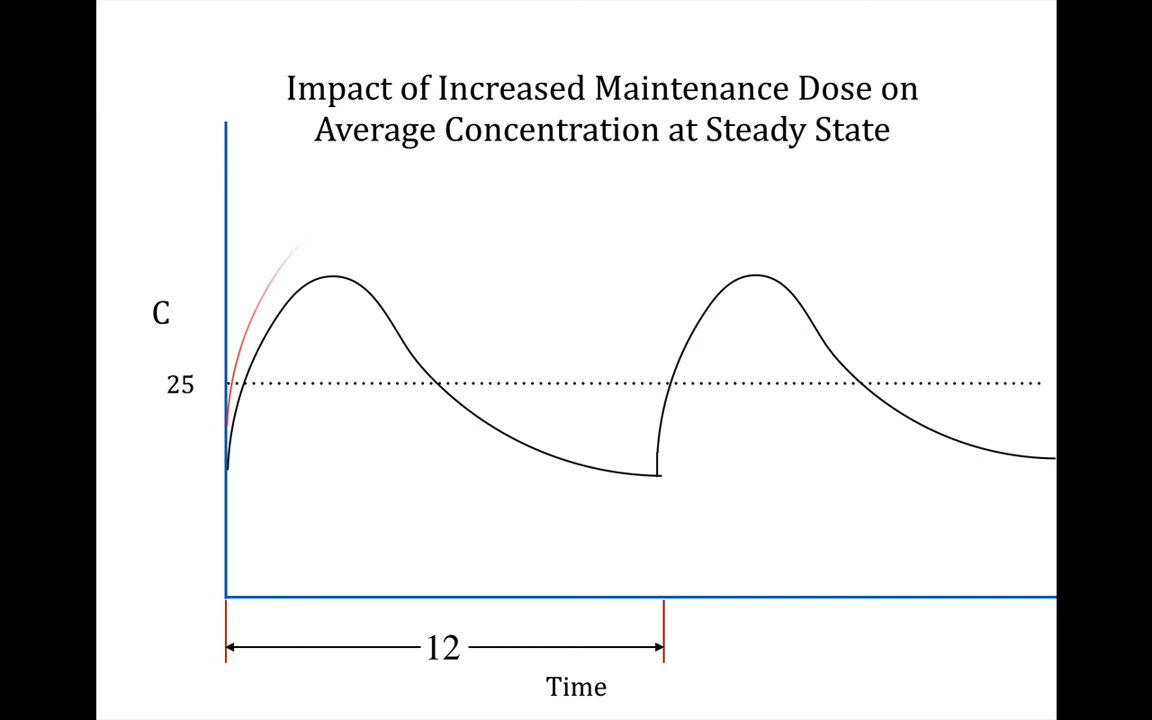 Impact of Increased Maintenance Dose on
Average Concentration at Steady State
C
25
12
Time